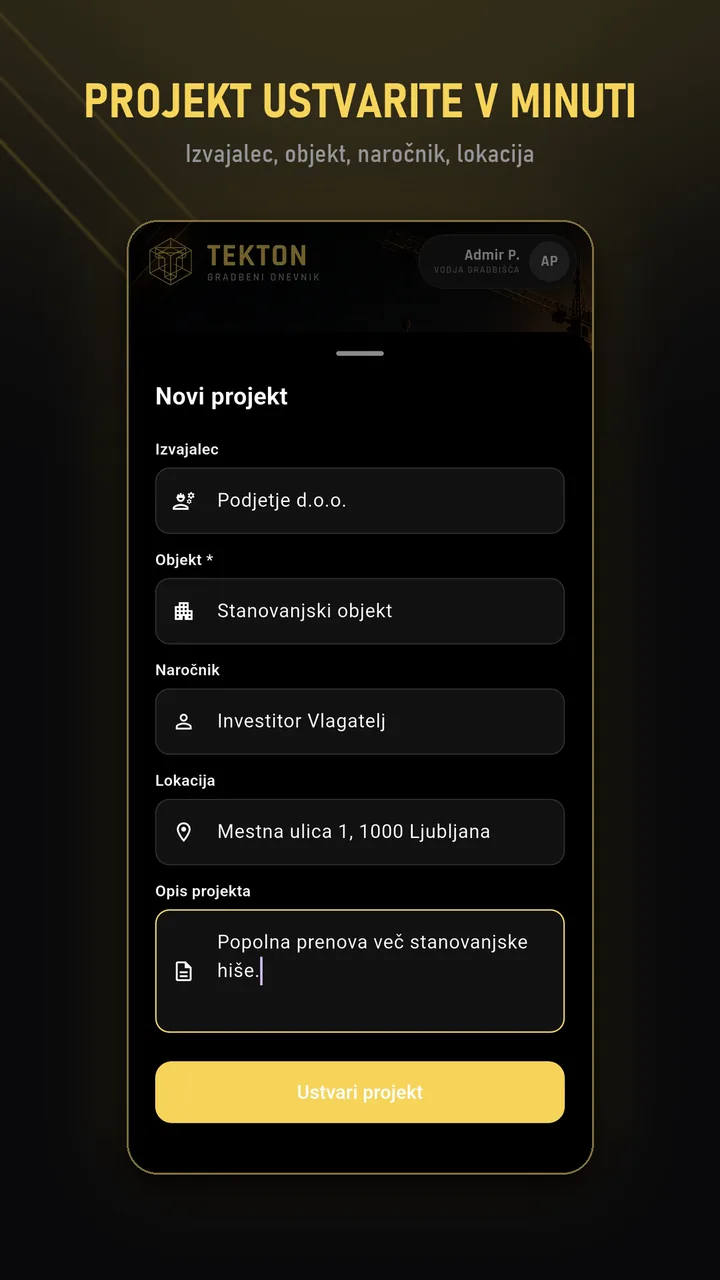 PROJEKT USTVARITE V MINUTI
Izvajalec, objekt, naročnik, lokacija
TEKTON
GRADBENI DNEVNIK
Admir P.
VODJA GRADBIŠČA
AP
Novi projekt
Izvajalec
Podjetje d.o.o.
Objekt *
Stanovanjski objekt
Naročnik
Investitor Vlagatelj
Lokacija
Mestna ulica 1, 1000 Ljubljana
Opis projekta
Popolna prenova več stanovanjske
hiše.
Ustvari projekt